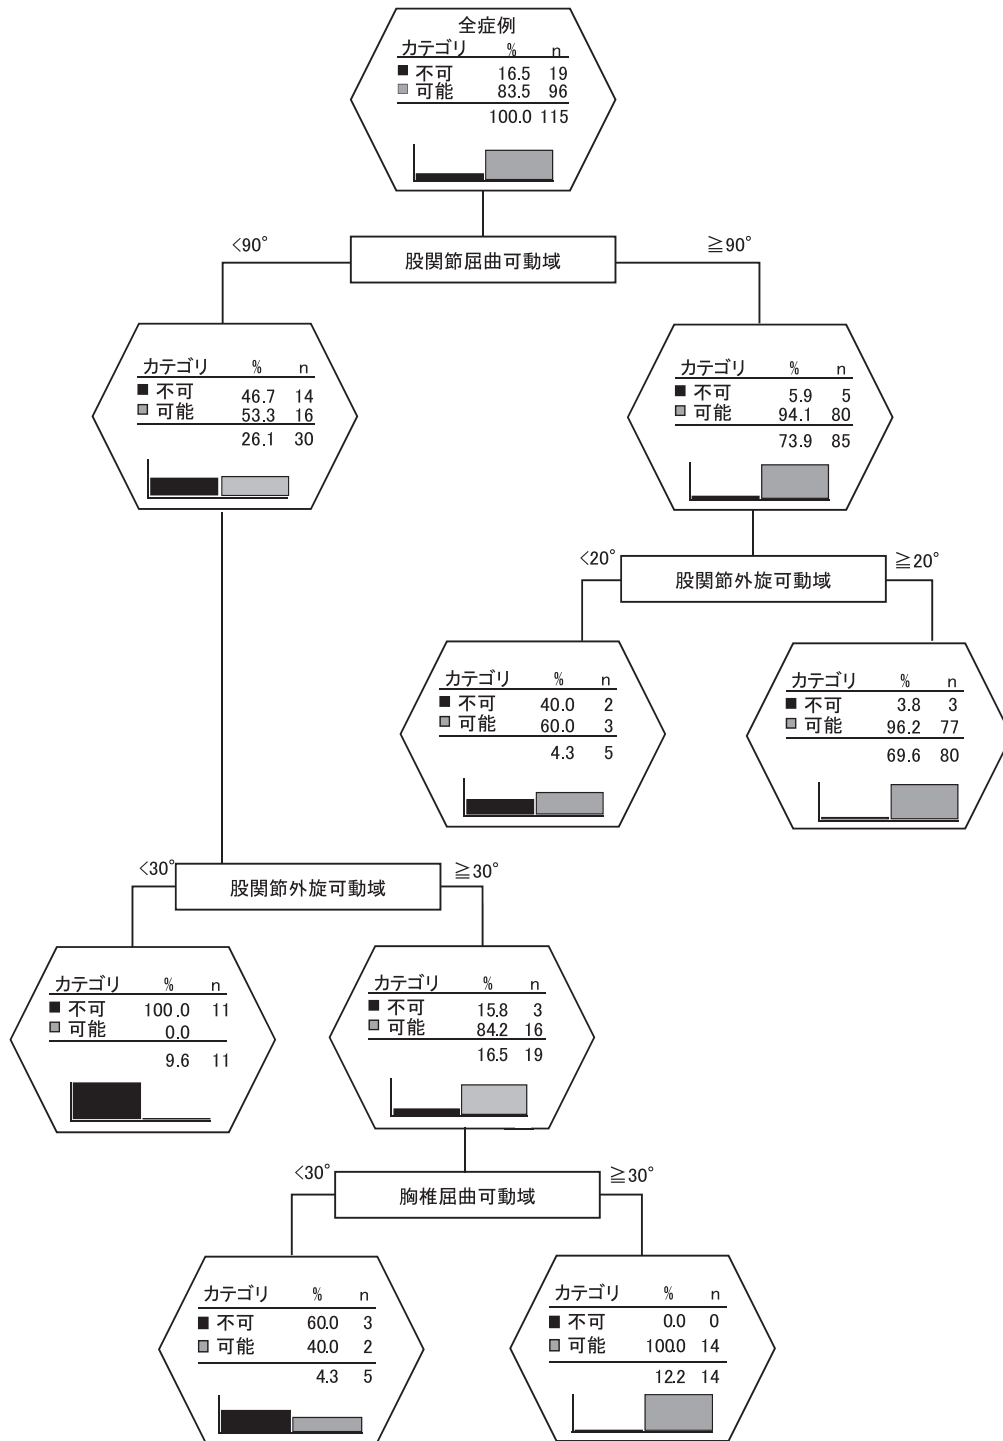 全症例
カテゴリ % n
不可 16.5 19
可能 83.5 96
100.0 115
<90°
≧90°
股関節屈曲可動域
カテゴリ % n
不可 46.7 14
可能 53.3 16
26.1 30
カテゴリ % n
不可 5.9 5
可能 94.1 80
73.9 85
<20°
≧20°
股関節外旋可動域
カテゴリ % n
不可 40.0 2
可能 60.0 3
4.3 5
カテゴリ % n
不可 3.8 3
可能 96.2 77
69.6 80
<30°
≧30°
股関節外旋可動域
カテゴリ % n
不可 100.0 11
可能 0.0
9.6 11
カテゴリ % n
不可 15.8 3
可能 84.2 16
16.5 19
<30°
≧30°
胸椎屈曲可動域
カテゴリ % n
不可 60.0 3
可能 40.0 2
4.3 5
カテゴリ % n
不可 0.0 0
可能 100.0 14
12.2 14